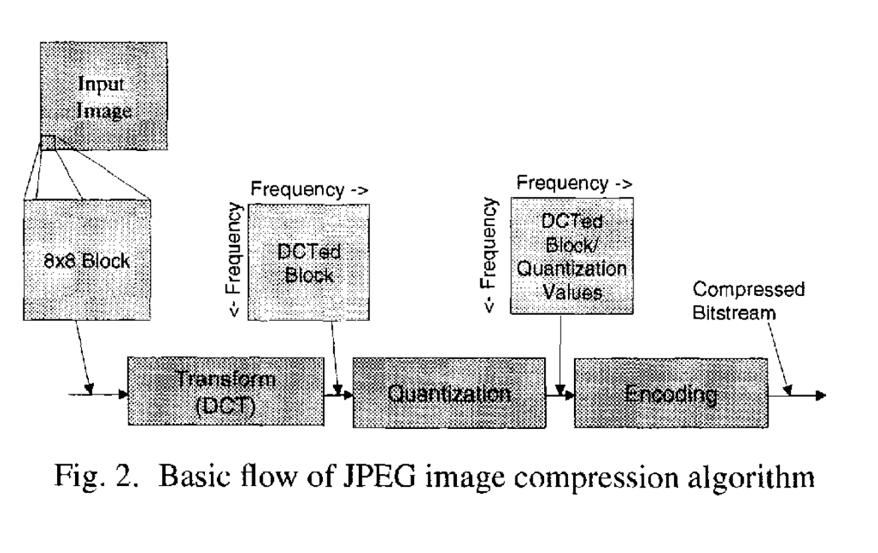 Input
Image
8x8 Block
Frequency ->
<- Frequency
DCTed
Block
Frequency ->
<- Frequency
DCTed
Block/
Quantization
Values
Compressed
Bitstream
Transform
(DCT)
Quantization
Encoding
Fig. 2. Basic flow of JPEG image compression algorithm